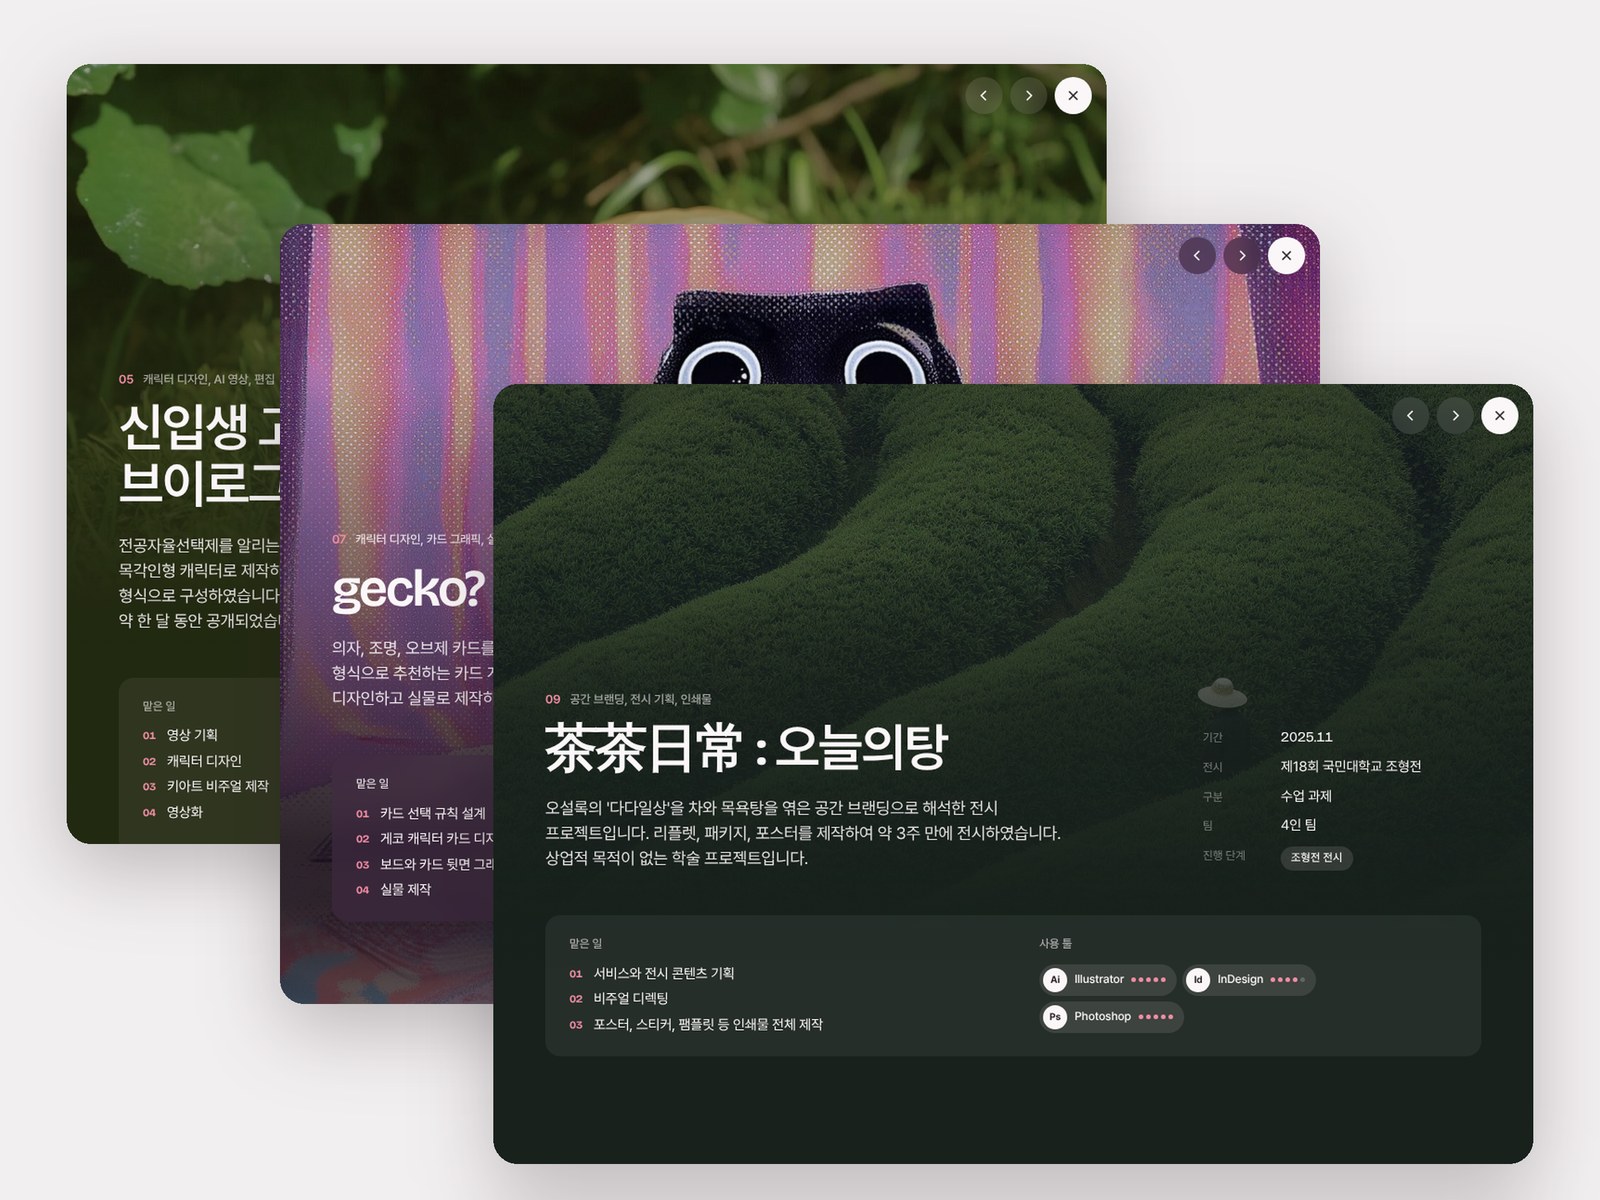 05 캐릭터 디자인, AI 영상, 편집
신입생
브이로그
전공자율선택제를 알리는
목각인형 캐릭터로 제작하
형식으로 구성하였습니다
약 한 달 동안 공개되었습
맡은 일
01 영상 기획
02 캐릭터 디자인
03 키아트 비주얼 제작
04 영상화
07 캐릭터 디자인, 카드 그래픽,
gecko?
의자, 조명, 오브제 카드를
형식으로 추천하는 카드
디자인하고 실물로 제작하
맡은 일
01 카드 선택 규칙 설계
02 게코 캐릭터 카드 디자
03 보드와 카드 뒷면 그래
04 실물 제작
09 공간 브랜딩, 전시 기획, 인쇄물
茶茶日常 : 오늘의탕
오설록의 '다다일상'을 차와 목욕탕을 엮은 공간 브랜딩으로 해석한 전시
프로젝트입니다. 리플렛, 패키지, 포스터를 제작하여 약 3주 만에 전시하였습니다.
상업적 목적이 없는 학술 프로젝트입니다.
기간 2025.11
전시 제18회 국민대학교 조형전
구분 수업 과제
팀 4인 팀
진행 단계 조형전 전시
맡은 일
01 서비스와 전시 콘텐츠 기획
02 비주얼 디렉팅
03 포스터, 스티커, 팸플릿 등 인쇄물 전체 제작
사용 툴
Ai Illustrator
Id InDesign
Ps Photoshop